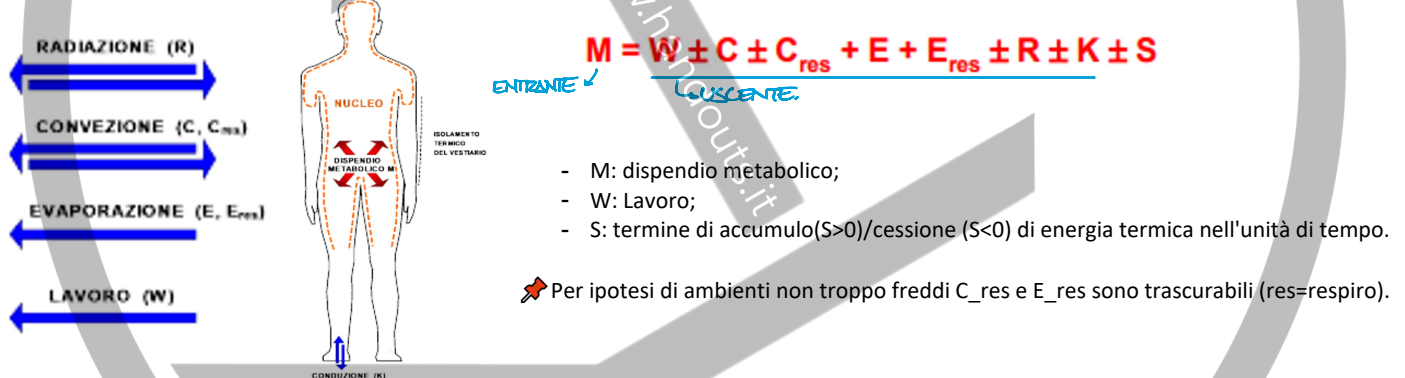 RADIAZIONE (R)
CONVEZIONE (C, Cres)
EVAPORAZIONE (E, Eres)
LAVORO (W)
NUCLEO
DISPENDIO
METABOLICO M
ISOLAMENTO
TERMICO
DEL VESTIARIO
CONDUZIONE (K)
M = W ± C ± Cres + E + Eres ± R ± K ± S
ENTRANTE
USCENTE.
- M: dispendio metabolico;
- W: Lavoro;
- S: termine di accumulo(S>0)/cessione (S<0) di energia termica nell'unità di tempo.
Per ipotesi di ambienti non troppo freddi C_res e E_res sono trascurabili (res=respiro).
.handouts.it